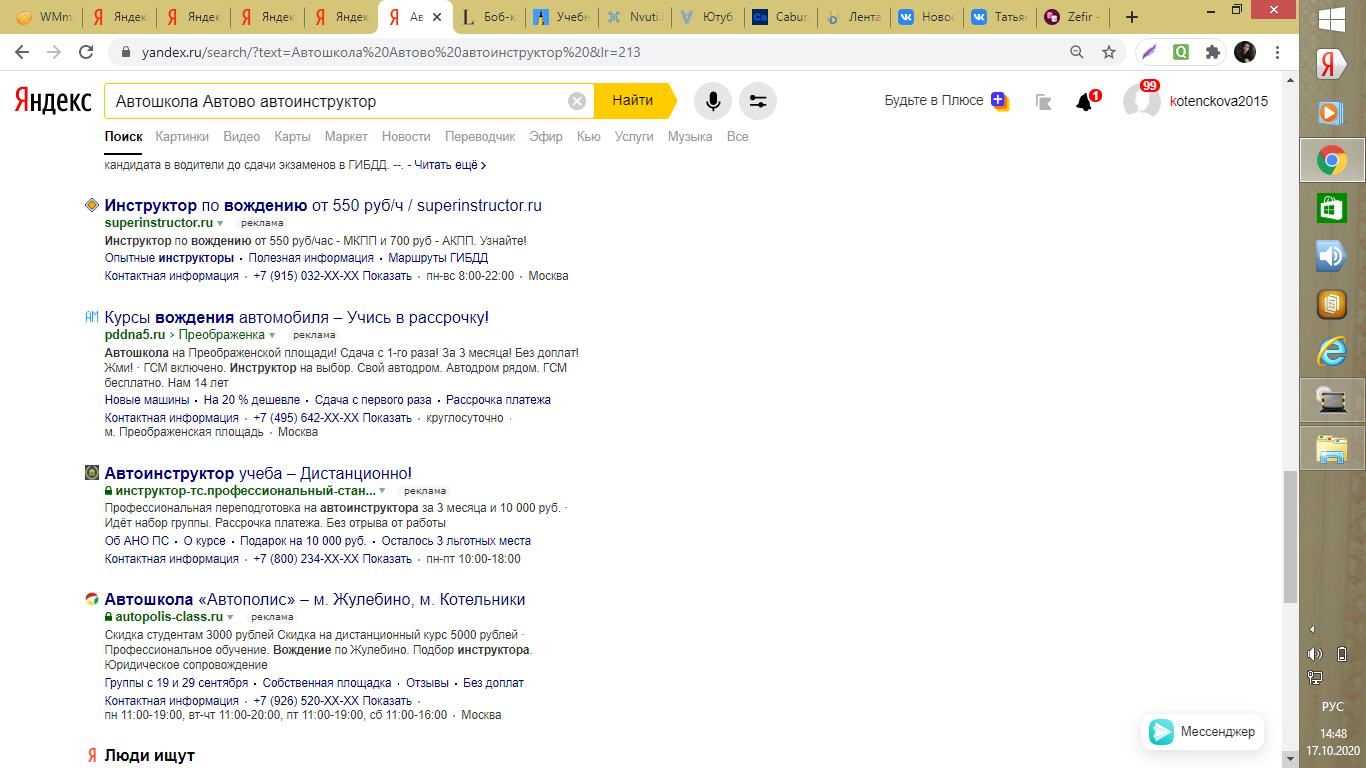 WMm
Яндек
Яндек
Яндек
Яндек
Ав
Боб-к
Учебн
Nvuti.
Ютуб
Cabur
Лента
Новос
Татья
Zefir -
yandex.ru/search/?text=Автошкола%20Автово%20автоинструктор%20&lr=213
Яндекс
Автошкола Автово автоинструктор
Найти
Будьте в Плюсе
1
99
kotenckova2015
Поиск Картинки Видео Карты Маркет Новости Переводчик Эфир Кью Услуги Музыка Все
кандидата в водители до сдачи экзаменов в ГИБДД. --. - Читать ещё >
Инструктор по вождению от 550 руб/ч / superinstructor.ru
superinstructor.ru реклама
Инструктор по вождению от 550 руб/час - МКПП и 700 руб - АКПП. Узнайте!
Опытные инструкторы · Полезная информация · Маршруты ГИБДД
Контактная информация · +7 (915) 032-XX-XX Показать · пн-вс 8:00-22:00 · Москва
Курсы вождения автомобиля – Учись в рассрочку!
pddna5.ru > Преображенка реклама
Автошкола на Преображенской площади! Сдача с 1-го раза! За 3 месяца! Без доплат!
Жми! · ГСМ включено. Инструктор на выбор. Свой автодром. Автодром рядом. ГСМ
бесплатно. Нам 14 лет
Новые машины · На 20 % дешевле · Сдача с первого раза · Рассрочка платежа
Контактная информация · +7 (495) 642-XX-XX Показать · круглосуточно ·
м. Преображенская площадь · Москва
Автоинструктор учеба – Дистанционно!
инструктор-тс.профессиональный-стан... реклама
Профессиональная переподготовка на автоинструктора за 3 месяца и 10 000 руб. ·
Идёт набор группы. Рассрочка платежа. Без отрыва от работы
Об АНО ПС · О курсе · Подарок на 10 000 руб. · Осталось 3 льготных места
Контактная информация · +7 (800) 234-XX-XX Показать · пн-пт 10:00-18:00
Автошкола «Автополис» – м. Жулебино, м. Котельники
autopolis-class.ru реклама
Скидка студентам 3000 рублей Скидка на дистанционный курс 5000 рублей ·
Профессиональное обучение. Вождение по Жулебино. Подбор инструктора.
Юридическое сопровождение
Группы с 19 и 29 сентября · Собственная площадка · Отзывы · Без доплат
Контактная информация · +7 (926) 520-XX-XX Показать ·
пн 11:00-19:00, вт-чт 11:00-20:00, пт 11:00-19:00, сб 11:00-16:00 · Москва
Люди ищут
Мессенджер
РУС
14:48
17.10.2020